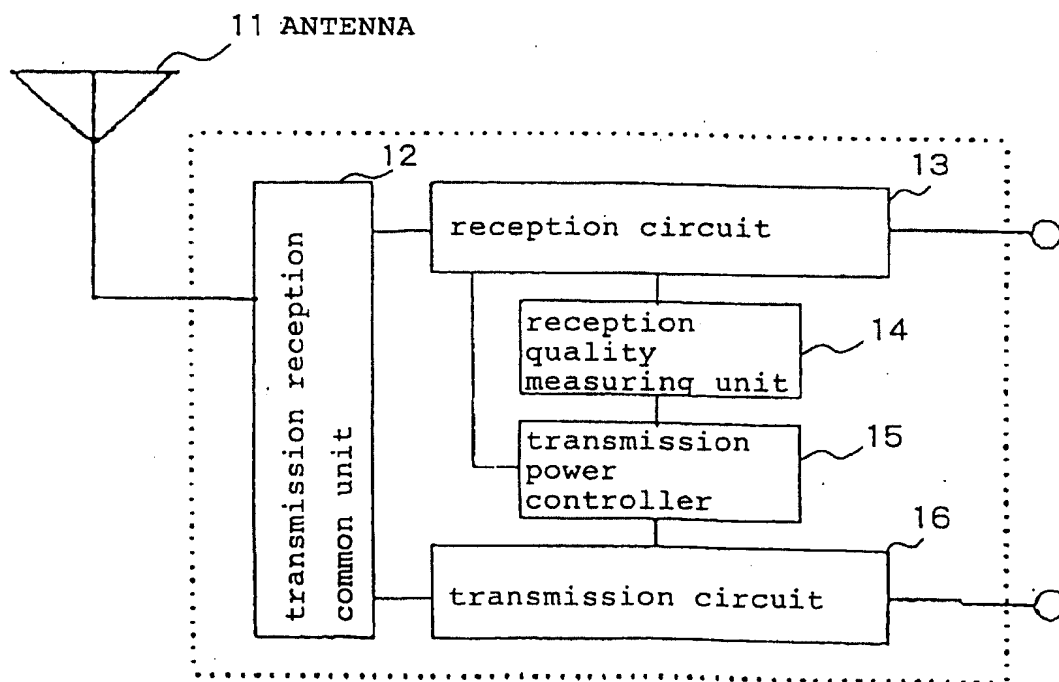 11 ANTENNA
12
13
transmission reception
common unit
reception circuit
reception
quality
measuring unit
14
transmission
power
controller
15
16
transmission circuit